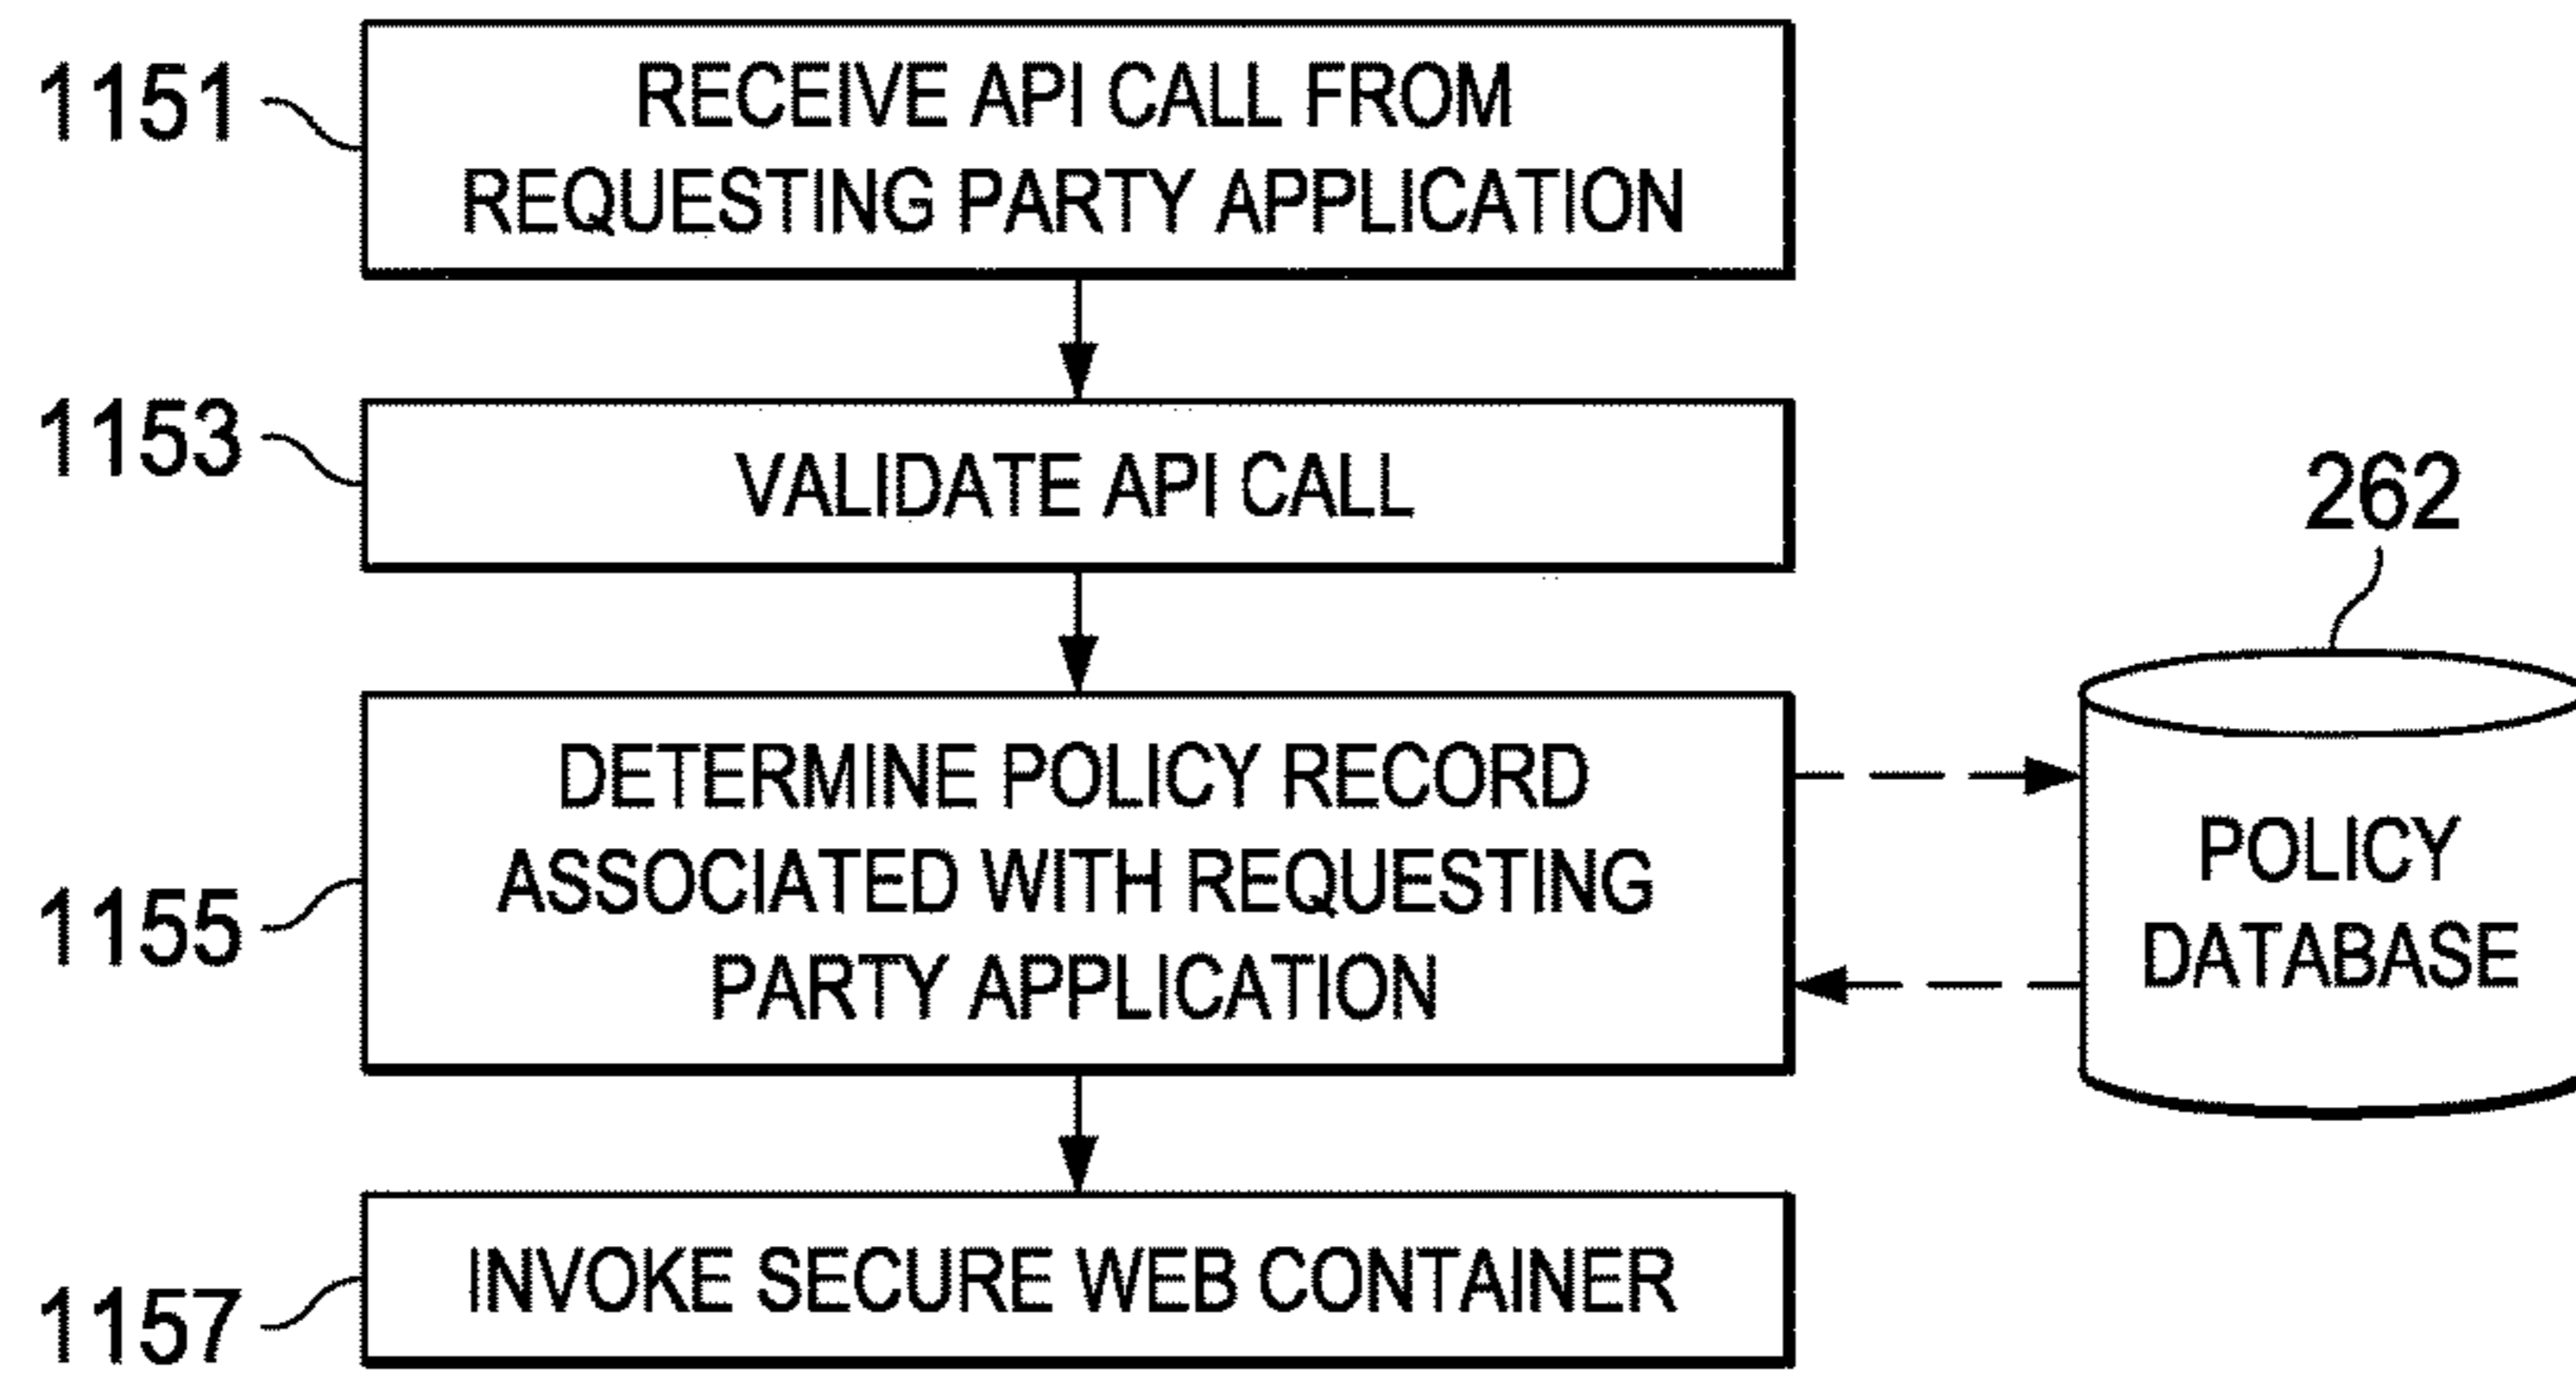 1151
RECEIVE API CALL FROM
REQUESTING PARTY APPLICATION
1153
VALIDATE API CALL
262
1155
DETERMINE POLICY RECORD
ASSOCIATED WITH REQUESTING
PARTY APPLICATION
POLICY
DATABASE
1157
INVOKE SECURE WEB CONTAINER